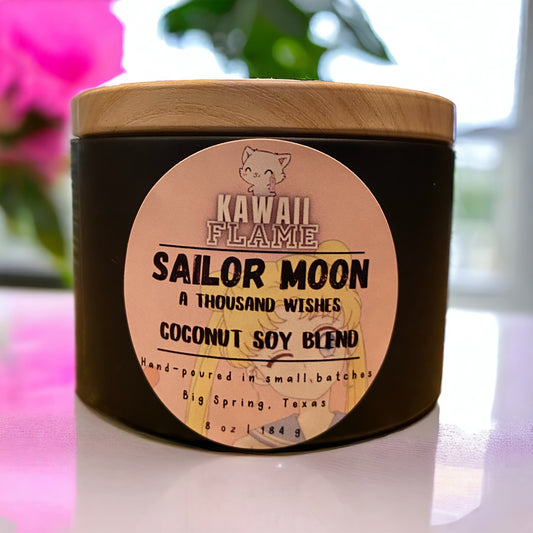 KAWAII
FLAME
SAILOR MOON
A THOUSAND WISHES
COCONUT SOY BLEND
Hand-poured in small batches
Big Spring, Texas
8 oz | 184 g